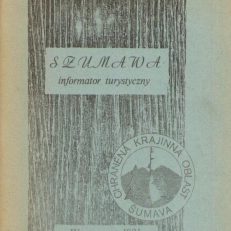 SZUMAWA
informator turystyczny
CHRÁNĚNÁ KRAJINNÁ OBLAST
ŠUMAVA